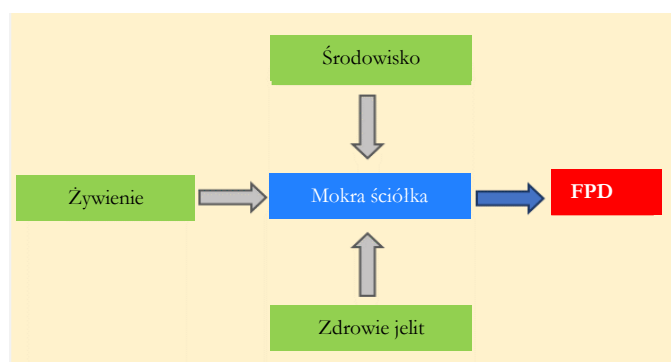 Środowisko
Żywienie
Mokra ściółka
FPD
Zdrowie jelit